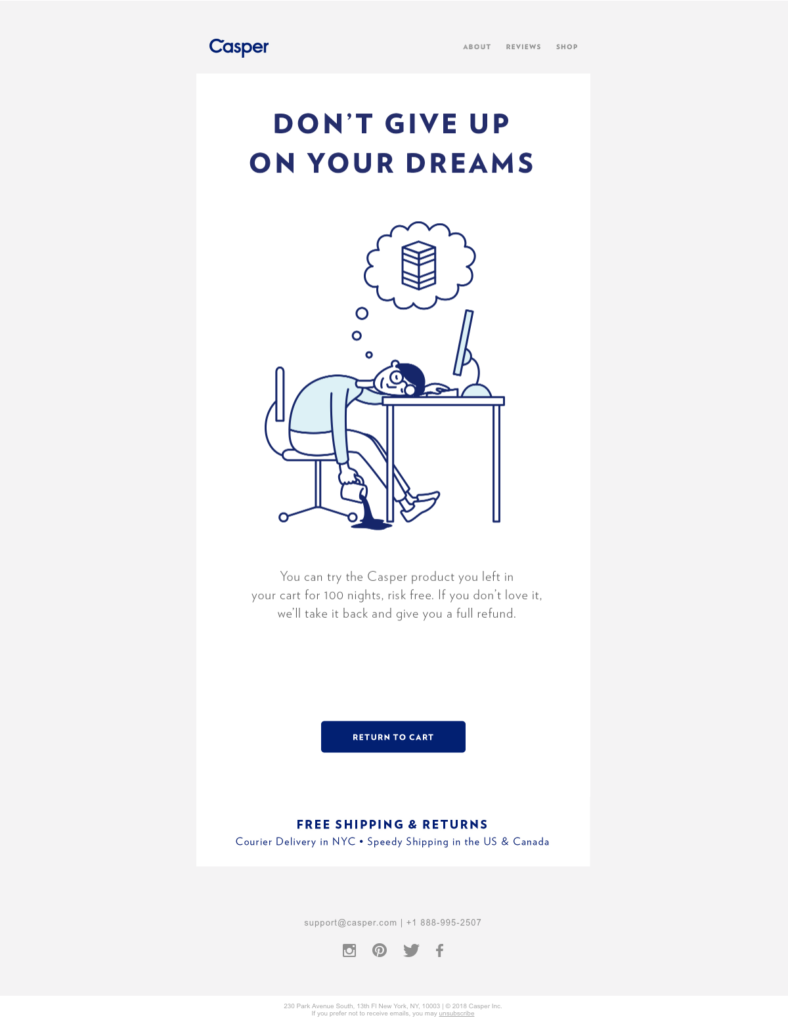 Casper
ABOUT REVIEWS SHOP
DON’T GIVE UP
ON YOUR DREAMS
You can try the Casper product you left in
your cart for 100 nights, risk free. If you don’t love it,
we’ll take it back and give you a full refund.
RETURN TO CART
FREE SHIPPING & RETURNS
Courier Delivery in NYC • Speedy Shipping in the US & Canada
support@casper.com | +1 888-995-2507
230 Park Avenue South, 13th Fl New York, NY, 10003 | © 2018 Casper Inc.
If you prefer not to receive emails, you may unsubscribe